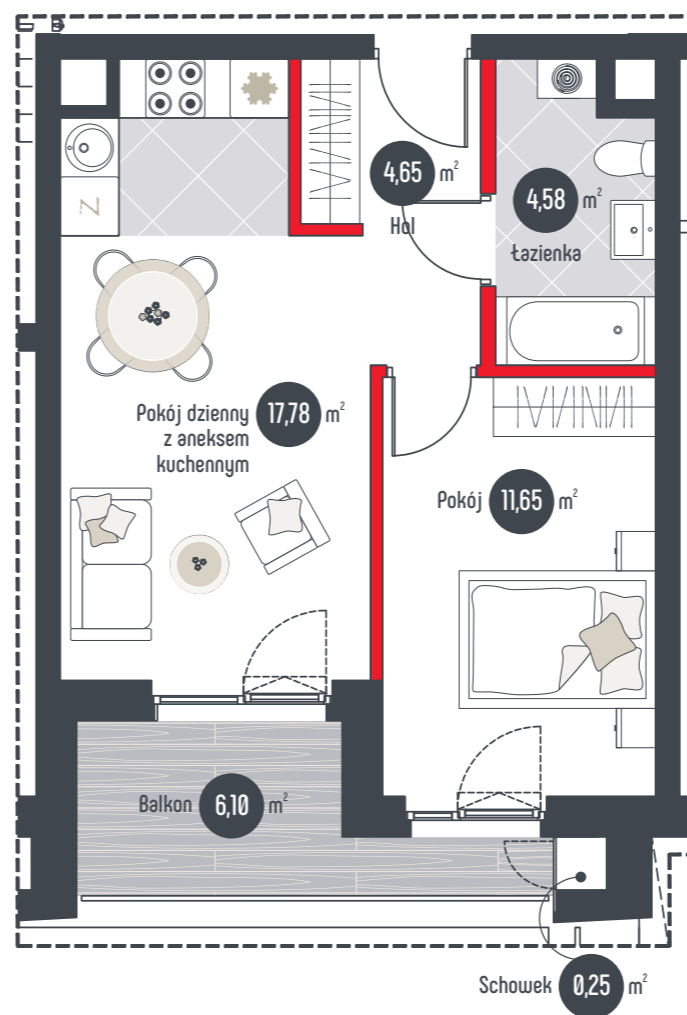 4,65 m²
Hol
4,58 m²
Łazienka
Z
Pokój dzienny
z aneksem
kuchennym
17,78 m²
Pokój 11,65 m²
Balkon 6,10 m²
Schowek 0,25 m²